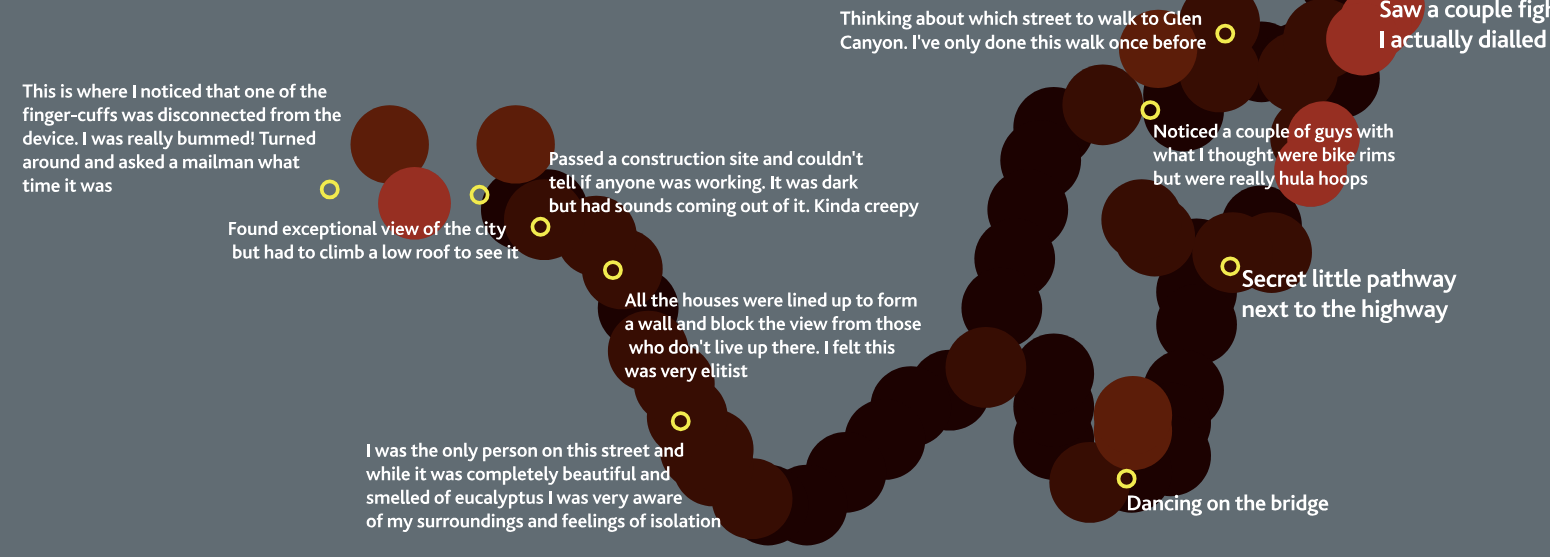 Thinking about which street to walk to Glen
Canyon. I've only done this walk once before
Saw a couple
I actually dialled
This is where I noticed that one of the
finger-cuffs was disconnected from the
device. I was really bummed! Turned
around and asked a mailman what
time it was
Noticed a couple of guys with
what I thought were bike rims
but were really hula hoops
Passed a construction site and couldn't
tell if anyone was working. It was dark
but had sounds coming out of it. Kinda creepy
Found exceptional view of the city
but had to climb a low roof to see it
Secret little pathway
next to the highway
All the houses were lined up to form
a wall and block the view from those
who don't live up there. I felt this
was very elitist
I was the only person on this street and
while it was completely beautiful and
smelled of eucalyptus I was very aware
of my surroundings and feelings of isolation
Dancing on the bridge